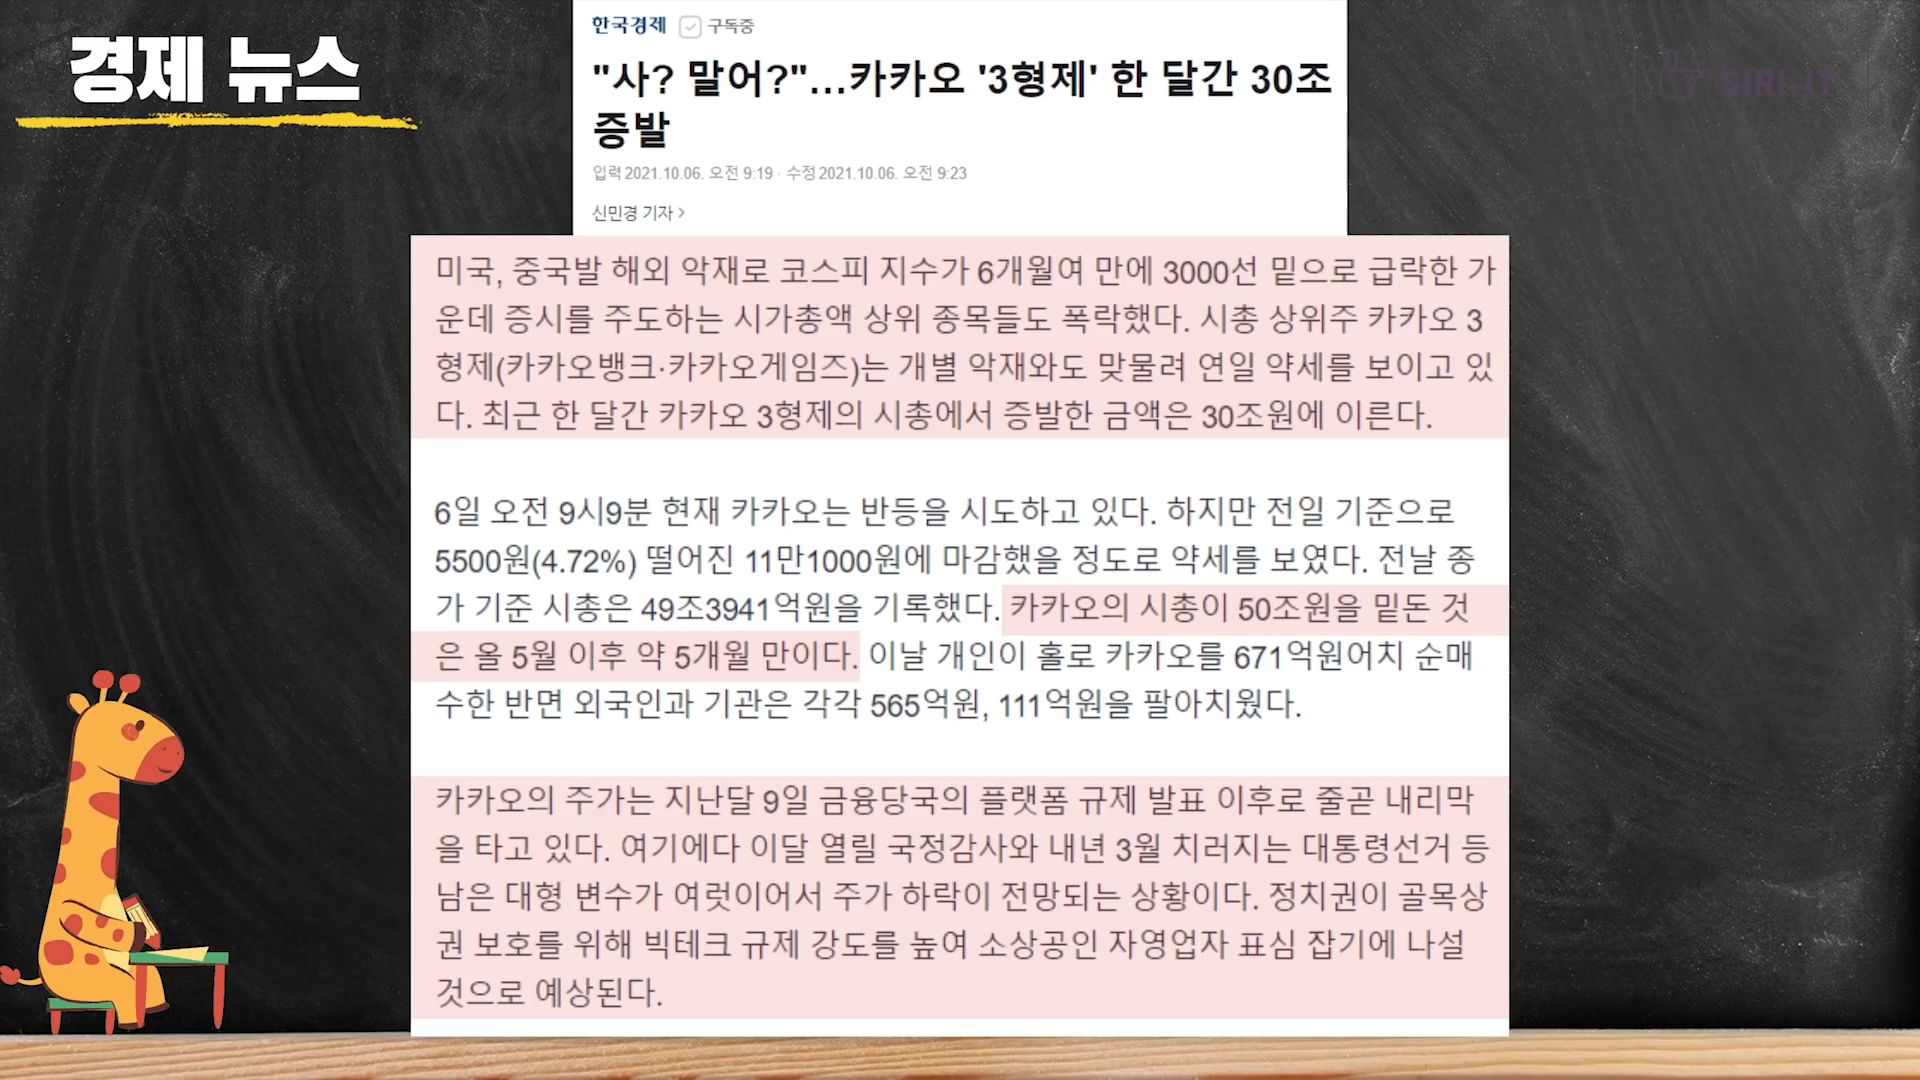 경제 뉴스
한국경제 구독중
"사? 말어?"...카카오 '3형제' 한 달간 30조
증발
입력 2021.10.06. 오전 9:19 · 수정 2021.10.06. 오전 9:23
신민경 기자 >
미국, 중국발 해외 악재로 코스피 지수가 6개월여 만에 3000선 밑으로 급락한 가
운데 증시를 주도하는 시가총액 상위 종목들도 폭락했다. 시총 상위주 카카오 3
형제(카카오뱅크·카카오게임즈)는 개별 악재와도 맞물려 연일 약세를 보이고 있
다. 최근 한 달간 카카오 3형제의 시총에서 증발한 금액은 30조원에 이른다.
6일 오전 9시9분 현재 카카오는 반등을 시도하고 있다. 하지만 전일 기준으로
5500원(4.72%) 떨어진 11만1000원에 마감했을 정도로 약세를 보였다. 전날 종
가 기준 시총은 49조3941억원을 기록했다. 카카오의 시총이 50조원을 밑돈 것
은 올 5월 이후 약 5개월 만이다. 이날 개인이 홀로 카카오를 671억원어치 순매
수한 반면 외국인과 기관은 각각 565억원, 111억원을 팔아치웠다.
카카오의 주가는 지난달 9일 금융당국의 플랫폼 규제 발표 이후로 줄곧 내리막
을 타고 있다. 여기에다 이달 열릴 국정감사와 내년 3월 치러지는 대통령선거 등
남은 대형 변수가 여럿이어서 주가 하락이 전망되는 상황이다. 정치권이 골목상
권 보호를 위해 빅테크 규제 강도를 높여 소상공인 자영업자 표심 잡기에 나설
것으로 예상된다.